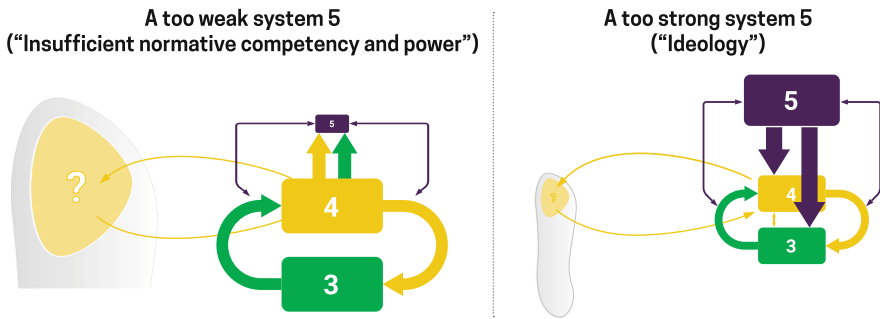 A too weak system 5
(“Insufficient normative competency and power”)
?
5
4
3
A too strong system 5
(“Ideology”)
5
?
4
3